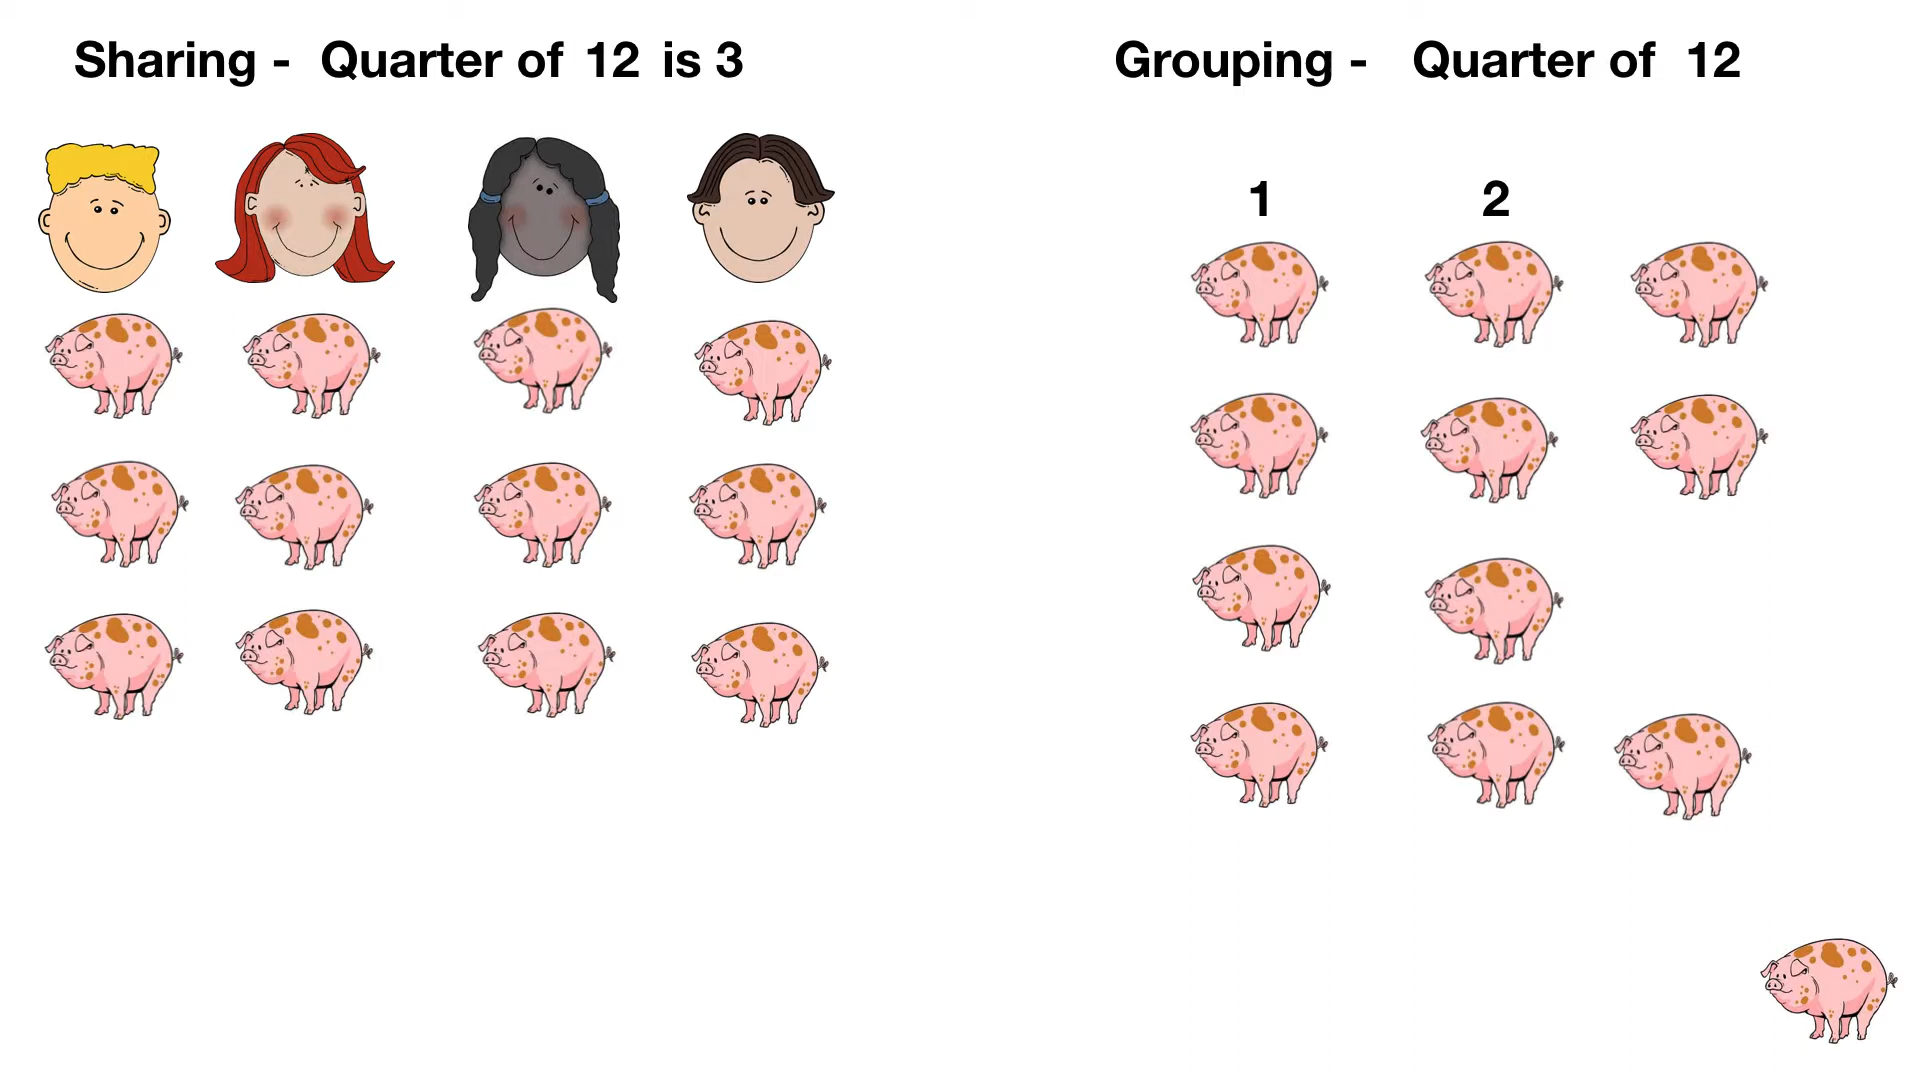 Sharing - Quarter of 12 is 3
Grouping - Quarter of 12
1 2